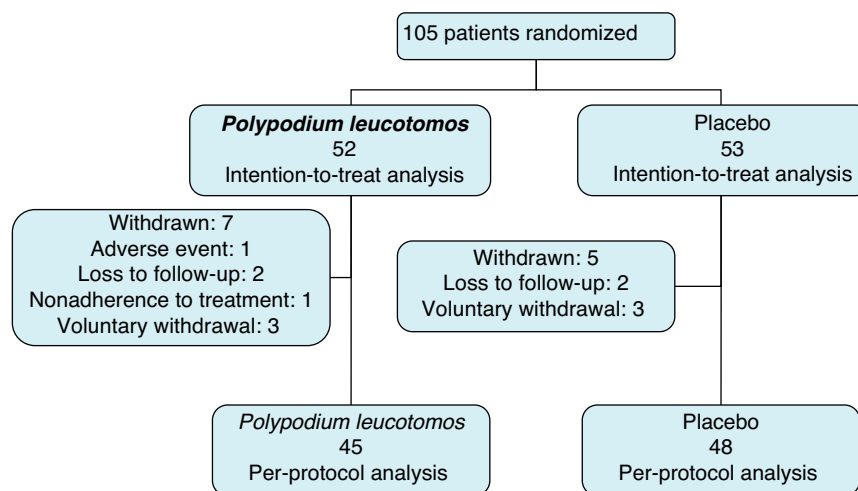 105 patients randomized
Polypodium leucotomos
52
Intention-to-treat analysis
Placebo
53
Intention-to-treat analysis
Withdrawn: 7
Adverse event: 1
Loss to follow-up: 2
Nonadherence to treatment: 1
Voluntary withdrawal: 3
Withdrawn: 5
Loss to follow-up: 2
Voluntary withdrawal: 3
Polypodium leucotomos
45
Per-protocol analysis
Placebo
48
Per-protocol analysis